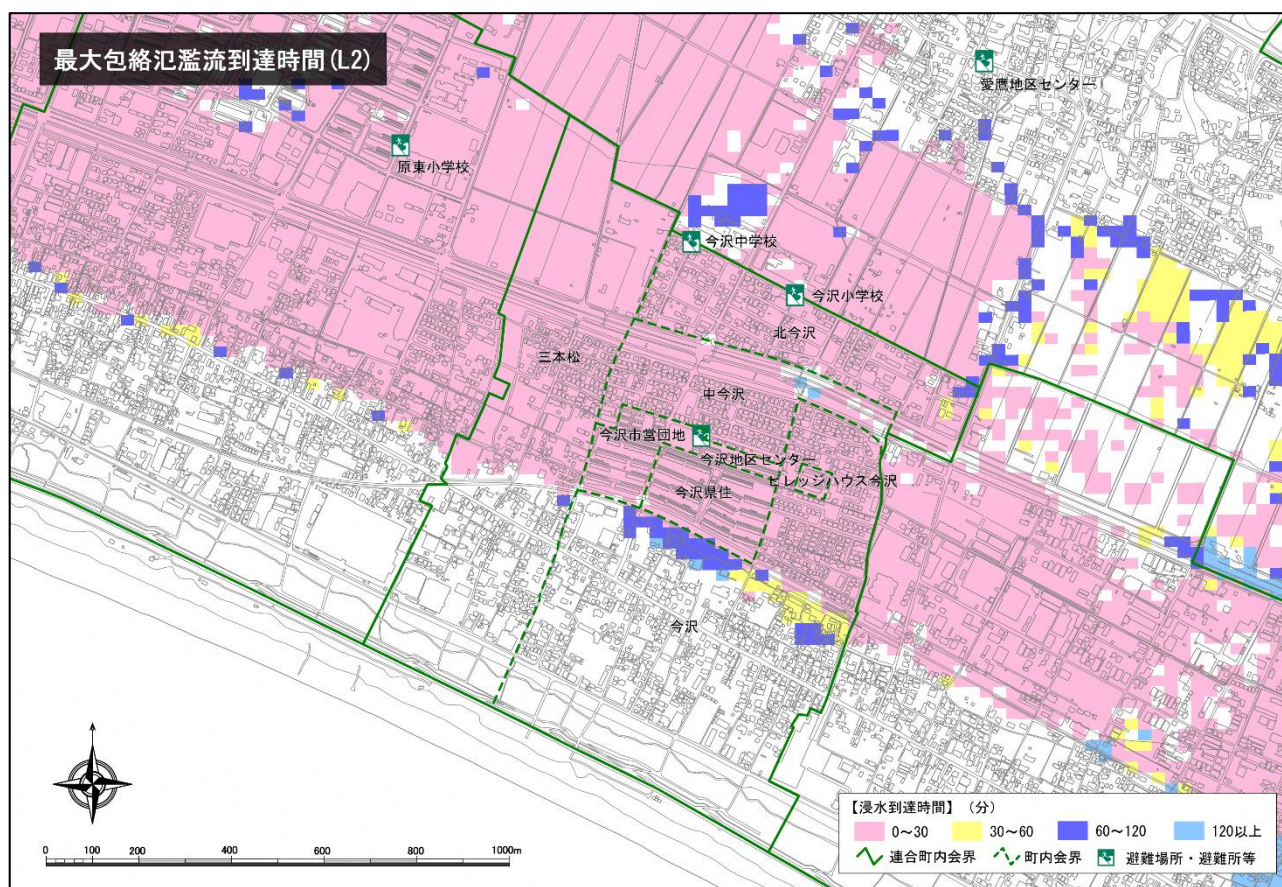 最大包絡氾濫流到達時間(L2)
愛鷹地区センター
原東小学校
今沢中学校
今沢小学校
北今沢
三本松
中今沢
今沢市営団地
今沢地区センター
ビレッジハウス今沢
今沢県住
今沢
0 100 200 400 600 800 1000m
【浸水到達時間】 (分)
0～30 30～60 60～120 120以上
連合町内会界 町内会界 避難場所・避難所等